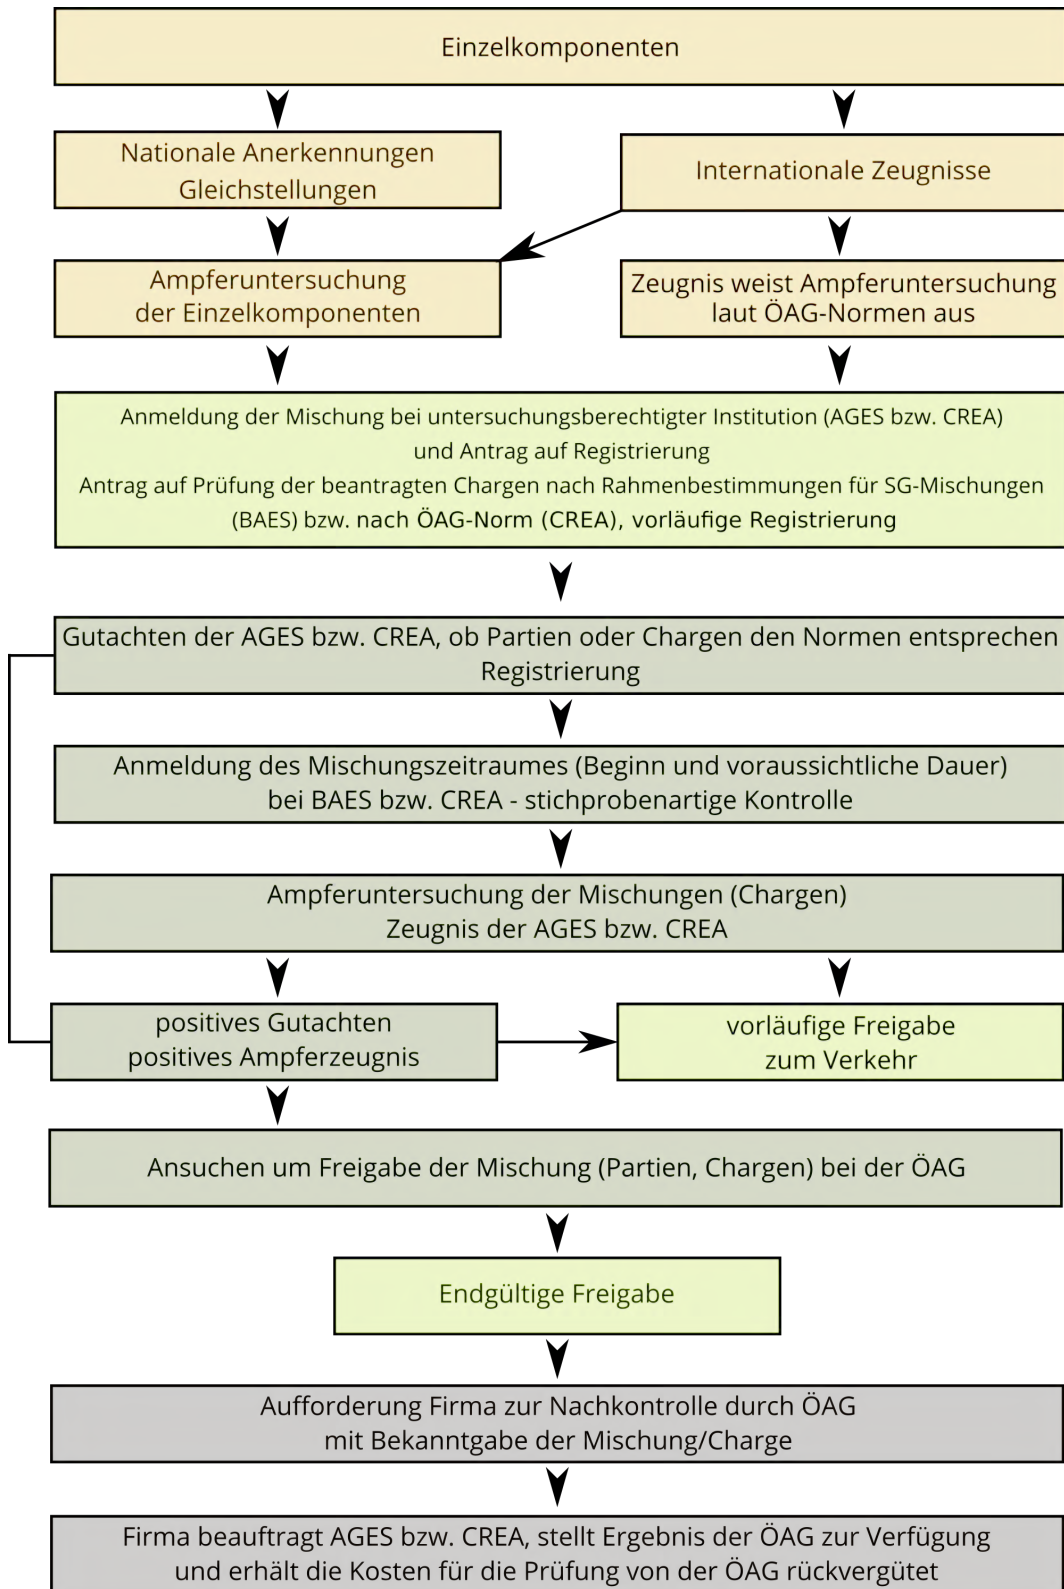 Einzelkomponenten
Nationale Anerkennungen
Gleichstellungen
Internationale Zeugnisse
Ampferuntersuchung
der Einzelkomponenten
Zeugnis weist Ampferuntersuchung
laut ÖAG-Normen aus
Anmeldung der Mischung bei untersuchungsberechtigter Institution (AGES bzw. CREA)
und Antrag auf Registrierung
Antrag auf Prüfung der beantragten Chargen nach Rahmenbestimmungen für SG-Mischungen
(BAES) bzw. nach ÖAG-Norm (CREA), vorläufige Registrierung
Gutachten der AGES bzw. CREA, ob Partien oder Chargen den Normen entsprechen
Registrierung
Anmeldung des Mischungszeitraumes (Beginn und voraussichtliche Dauer)
bei BAES bzw. CREA - stichprobenartige Kontrolle
Ampferuntersuchung der Mischungen (Chargen)
Zeugnis der AGES bzw. CREA
positives Gutachten
positives Ampferzeugnis
vorläufige Freigabe
zum Verkehr
Ansuchen um Freigabe der Mischung (Partien, Chargen) bei der ÖAG
Endgültige Freigabe
Aufforderung Firma zur Nachkontrolle durch ÖAG
mit Bekanntgabe der Mischung/Charge
Firma beauftragt AGES bzw. CREA, stellt Ergebnis der ÖAG zur Verfügung
und erhält die Kosten für die Prüfung von der ÖAG rückvergütet